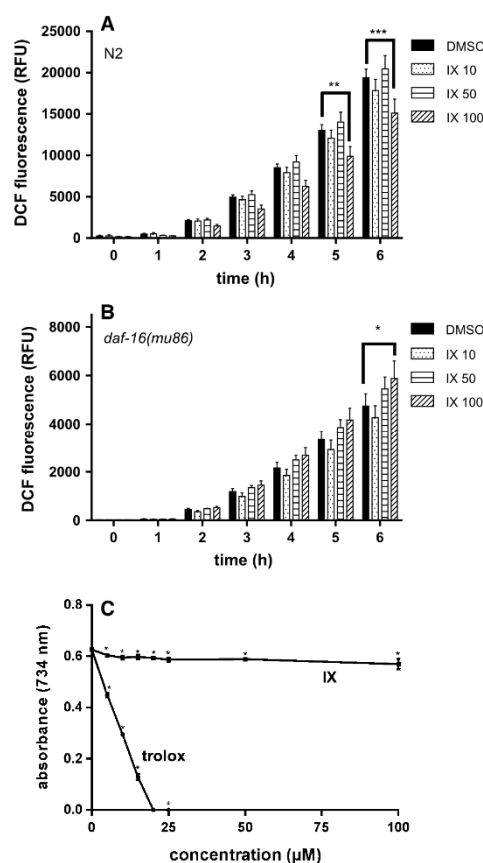 A
N2
***
**
DMSO
IX 10
IX 50
IX 100
DCF fluorescence (RFU)
25000
20000
15000
10000
5000
0
0 1 2 3 4 5 6
time (h)
B
daf-16(mu86)
*
DMSO
IX 10
IX 50
IX 100
DCF fluorescence (RFU)
8000
6000
4000
2000
0
0 1 2 3 4 5 6
time (h)
C
absorbance (734 nm)
0.8
0.6
0.4
0.2
0.0
* * * * * * *
IX
* * * *
trolox
0 25 50 75 100
concentration (µM)